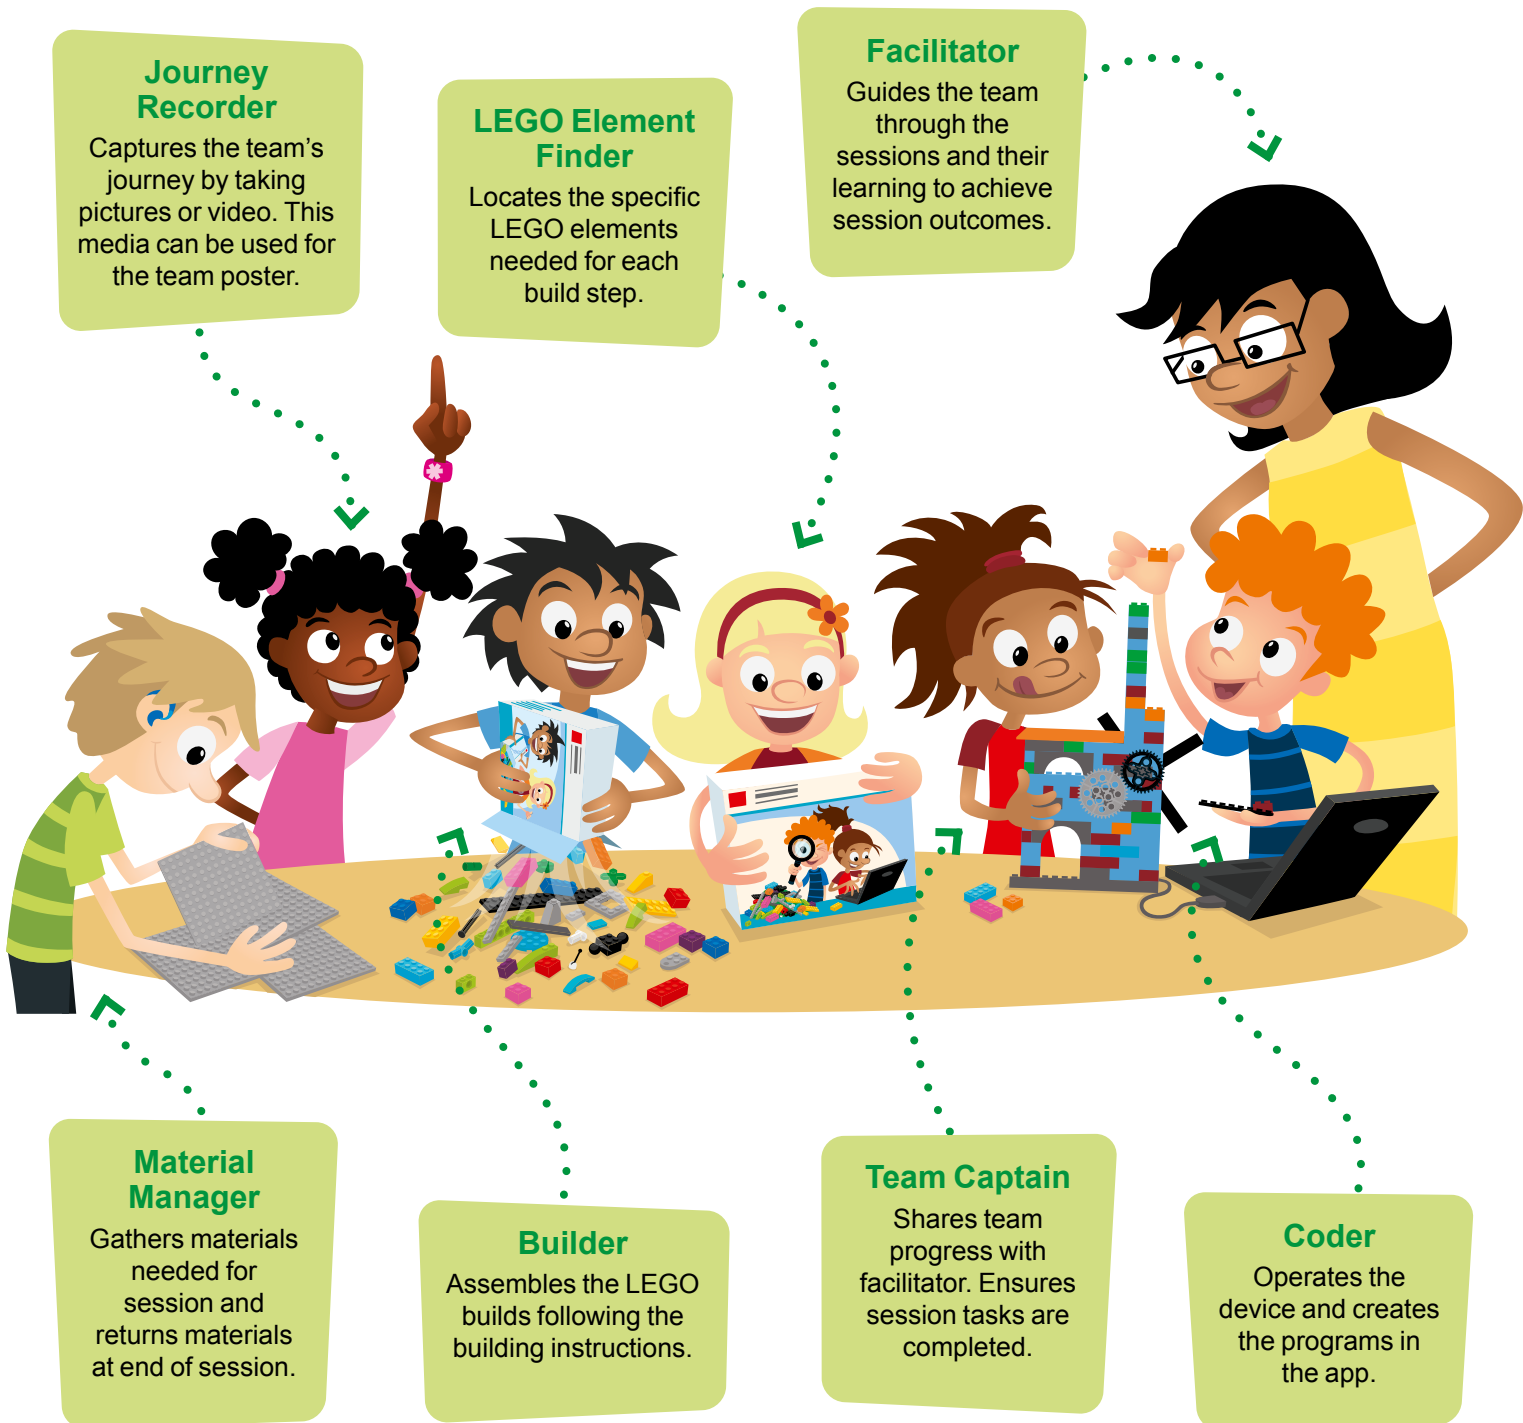 Journey
Recorder
Captures the team's
journey by taking
pictures or video. This
media can be used for
the team poster.
LEGO Element
Finder
Locates the specific
LEGO elements
needed for each
build step.
Facilitator
Guides the team
through the
sessions and their
learning to achieve
session outcomes.
Material
Manager
Gathers materials
needed for
session and
returns materials
at end of session.
Builder
Assembles the LEGO
builds following the
building instructions.
Team Captain
Shares team
progress with
facilitator. Ensures
session tasks are
completed.
Coder
Operates the
device and creates
the programs in
the app.